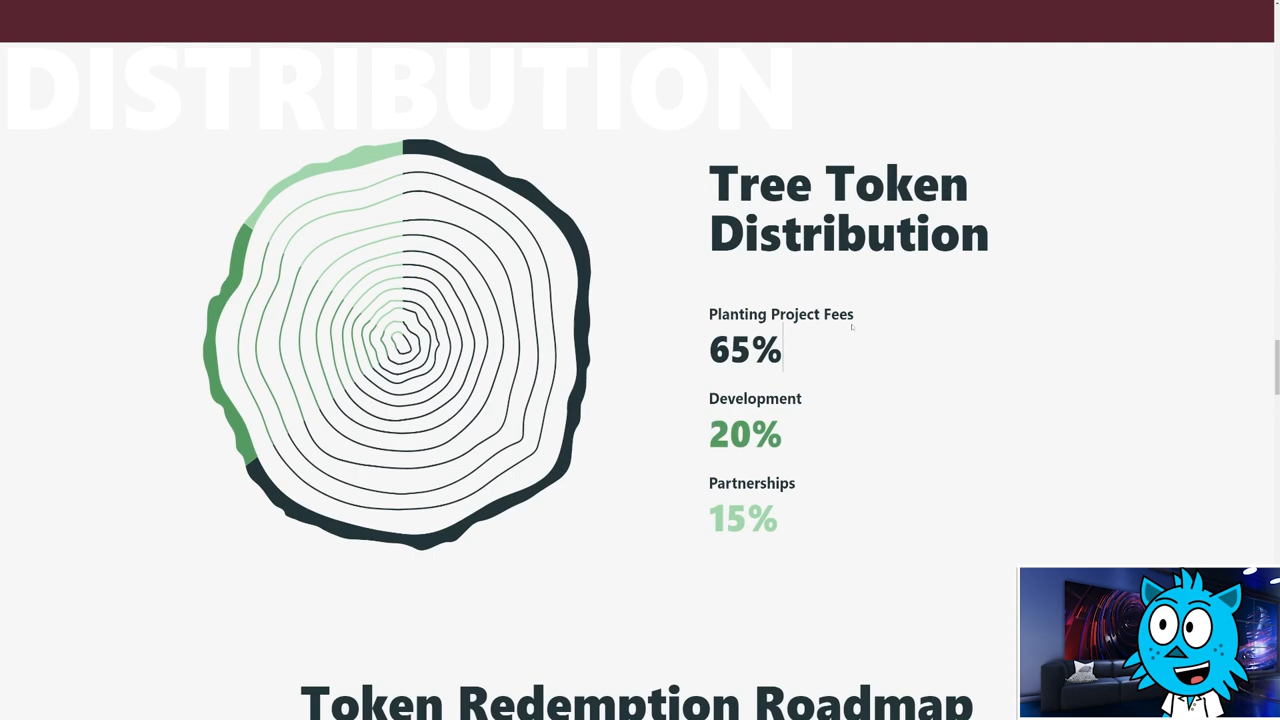 DISTRIBUTION
Tree Token
Distribution
Planting Project Fees
65%
Development
20%
Partnerships
15%
Token Redemption Roadmap